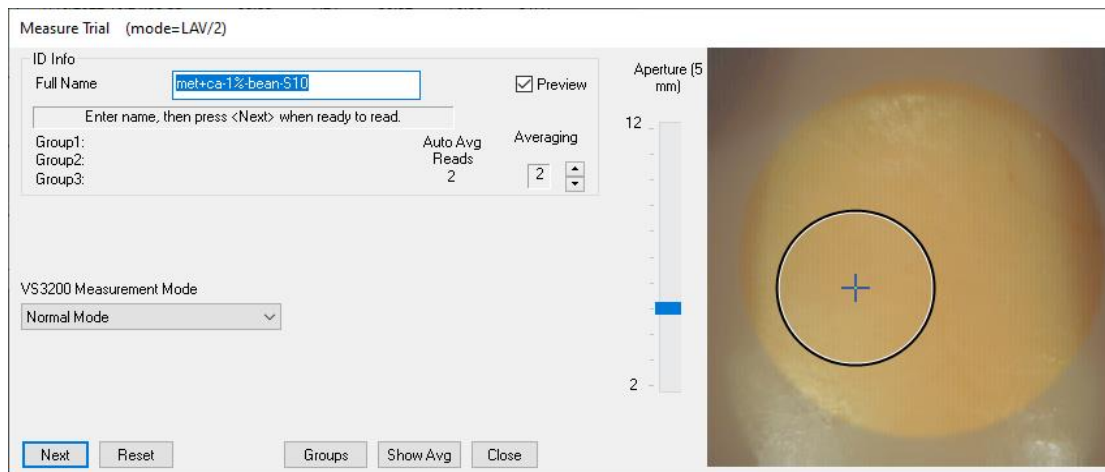 Measure Trial (mode=LAV/2)
ID Info
Full Name
met+ca-1%-bean-S10
Preview
Enter name, then press <Next> when ready to read.
Group1:
Group2:
Group3:
Auto Avg
Reads
2
Averaging
2
Aperture (5
mm)
12
2
VS3200 Measurement Mode
Normal Mode
Next
Reset
Groups
Show Avg
Close